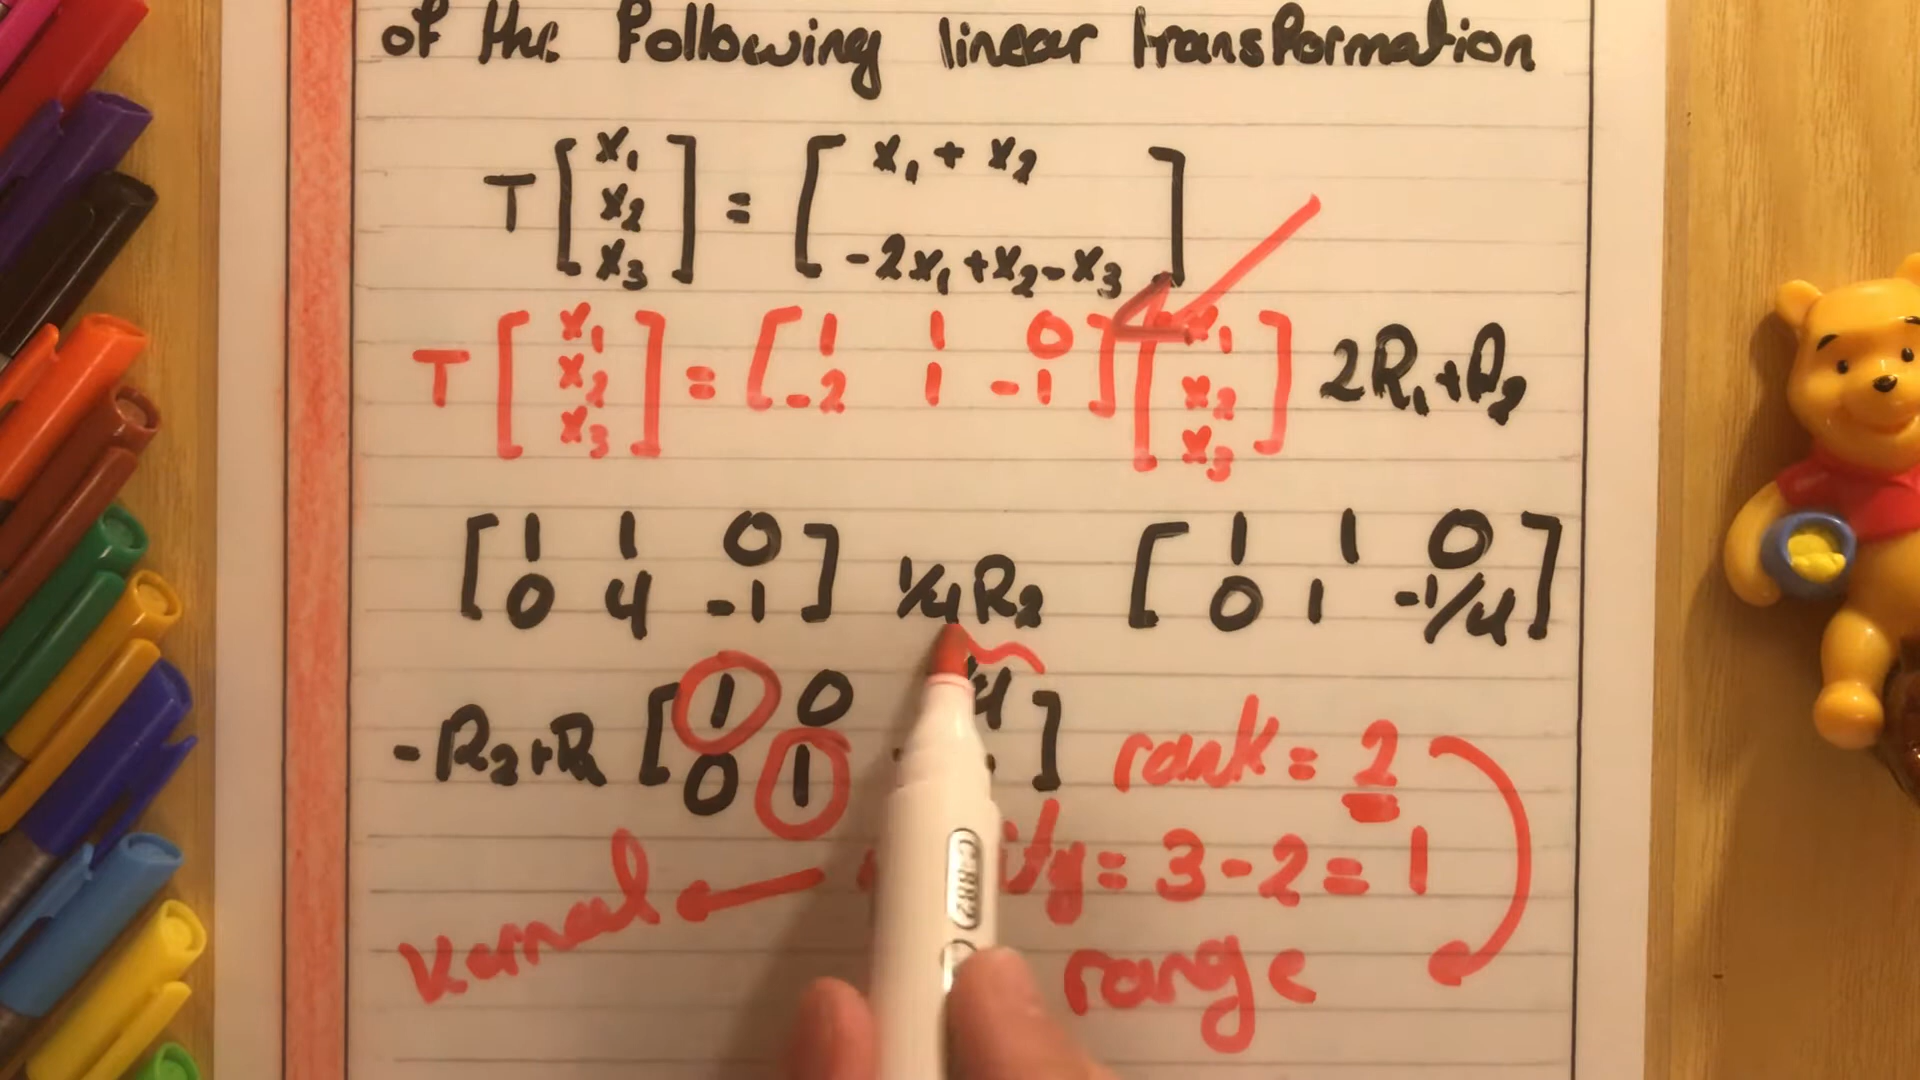 of the following linear transformation
T [x₁ x₂ x₃] = [x₁ + x₂
-2x₁ + x₂ - x₃]
T [x₁ x₂ x₃] = [1 1 0
-2 1 -1] [x₁ x₂ x₃] 2R₁+R₂
[1 1 0
0 4 -1] 1/4 R₂ [1 1 0
0 1 -1/4]
-R₂+R [1 0
0 1 ]
rank = 2
= 3 - 2 = 1
Kernel
range